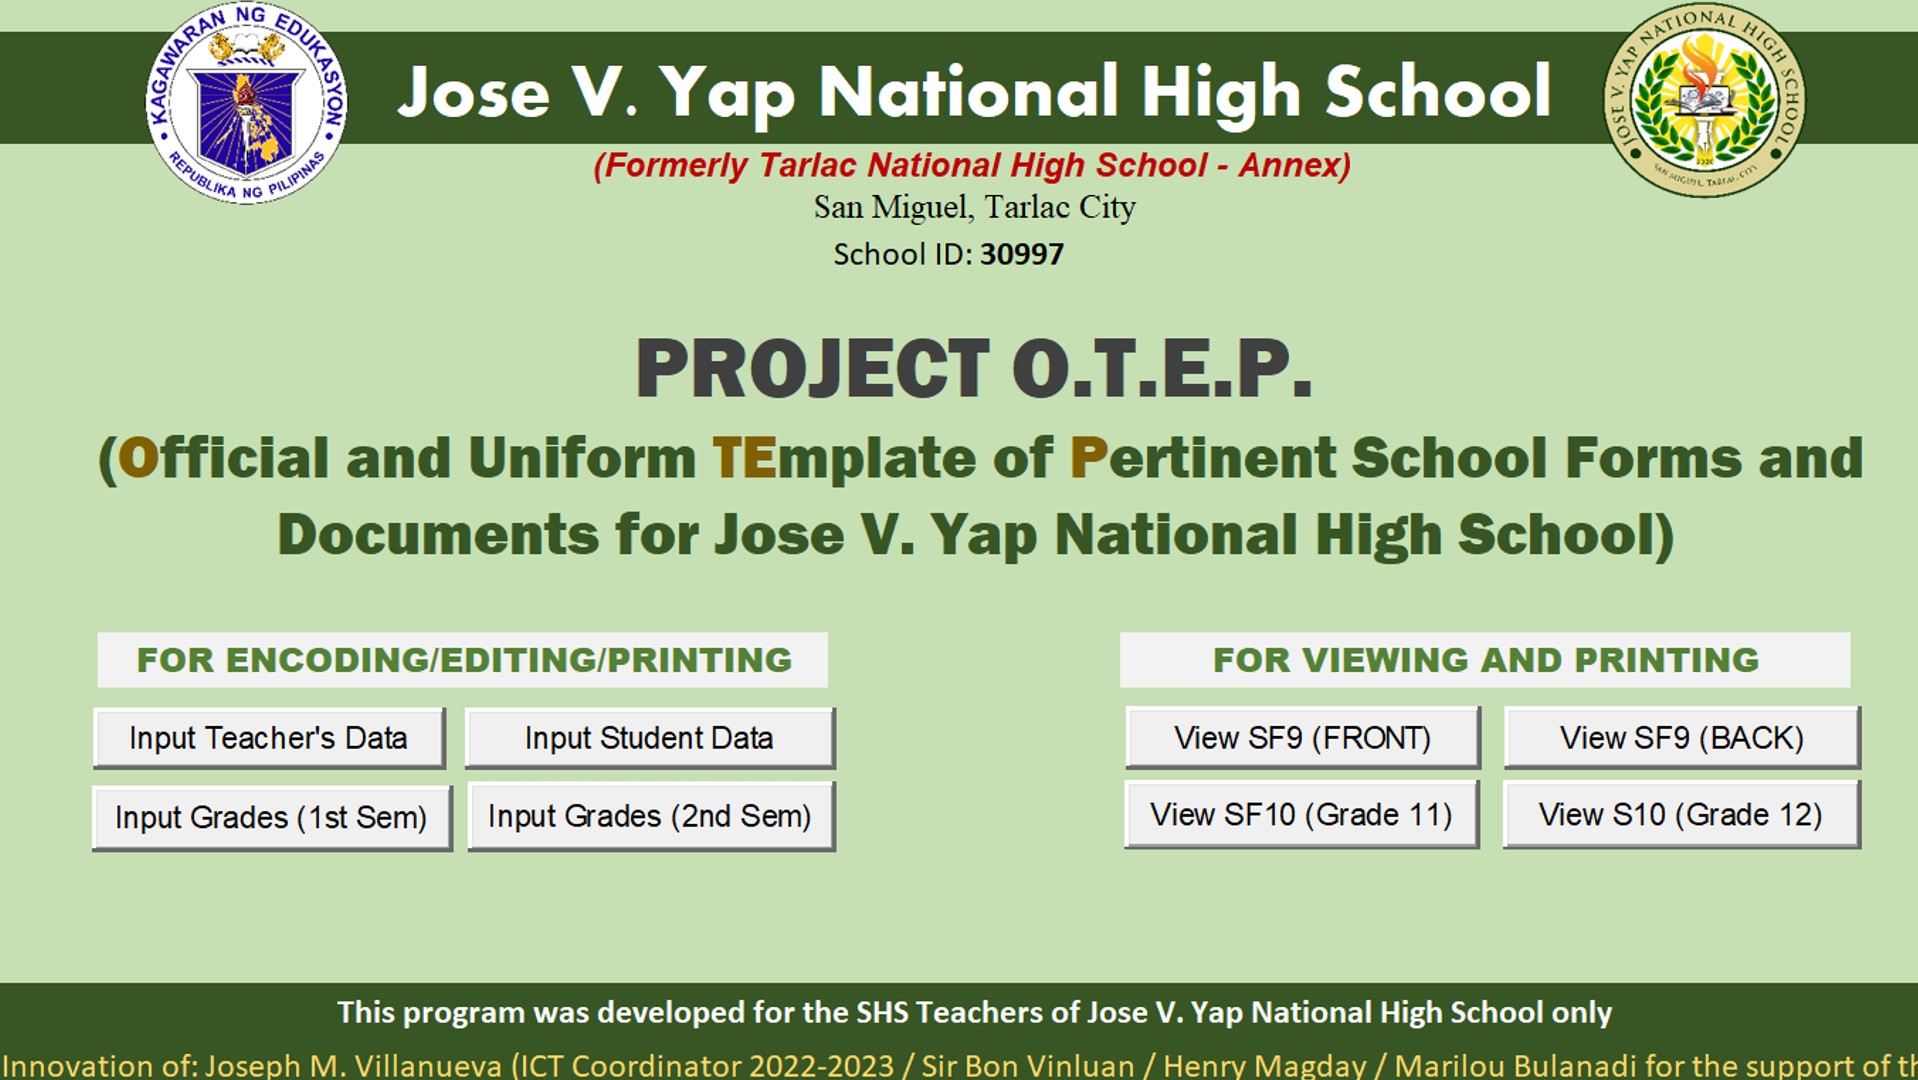 KAGAWARAN NG EDUKASYON
REPUBLIKA NG PILIPINAS
Jose V. Yap National High School
JOSE V. YAP NATIONAL HIGH SCHOOL
SAN MIGUEL, TARLAC CITY
(Formerly Tarlac National High School - Annex)
San Miguel, Tarlac City
School ID: 30997
PROJECT O.T.E.P.
(Official and Uniform TEmplate of Pertinent School Forms and
Documents for Jose V. Yap National High School)
FOR ENCODING/EDITING/PRINTING
Input Teacher's Data
Input Student Data
Input Grades (1st Sem)
Input Grades (2nd Sem)
FOR VIEWING AND PRINTING
View SF9 (FRONT)
View SF9 (BACK)
View SF10 (Grade 11)
View S10 (Grade 12)
This program was developed for the SHS Teachers of Jose V. Yap National High School only
Innovation of: Joseph M. Villanueva (ICT Coordinator 2022-2023 / Sir Bon Vinluan / Henry Magday / Marilou Bulanadi for the support of th